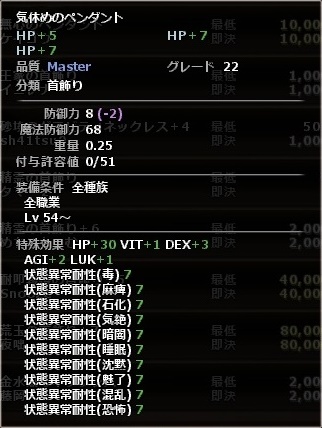 気休めのペンダント
HP+5 HP+7
HP+7
品質 Master グレード 22
分類 首飾り
防御力 8 (-2)
魔法防御力 68
重量 0.25
付与許容値 0/51
装備条件 全種族
全職業
Lv 54～
特殊効果 HP+30 VIT+1 DEX+3
AGI+2 LUK+1
状態異常耐性(毒) 7
状態異常耐性(麻痺) 7
状態異常耐性(石化) 7
状態異常耐性(気絶) 7
状態異常耐性(暗闇) 7
状態異常耐性(睡眠) 7
状態異常耐性(沈黙) 7
状態異常耐性(魅了) 7
状態異常耐性(混乱) 7
状態異常耐性(恐怖) 7